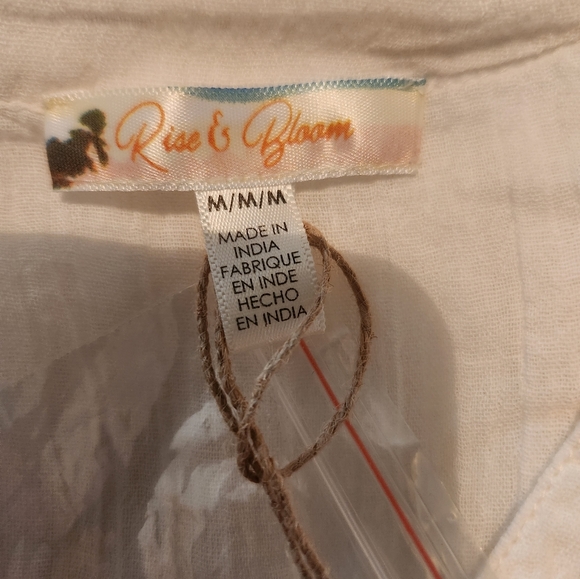 Rise & Bloom
M/M/M
MADE IN
INDIA
FABRIQUE
EN INDE
HECHO
EN INDIA